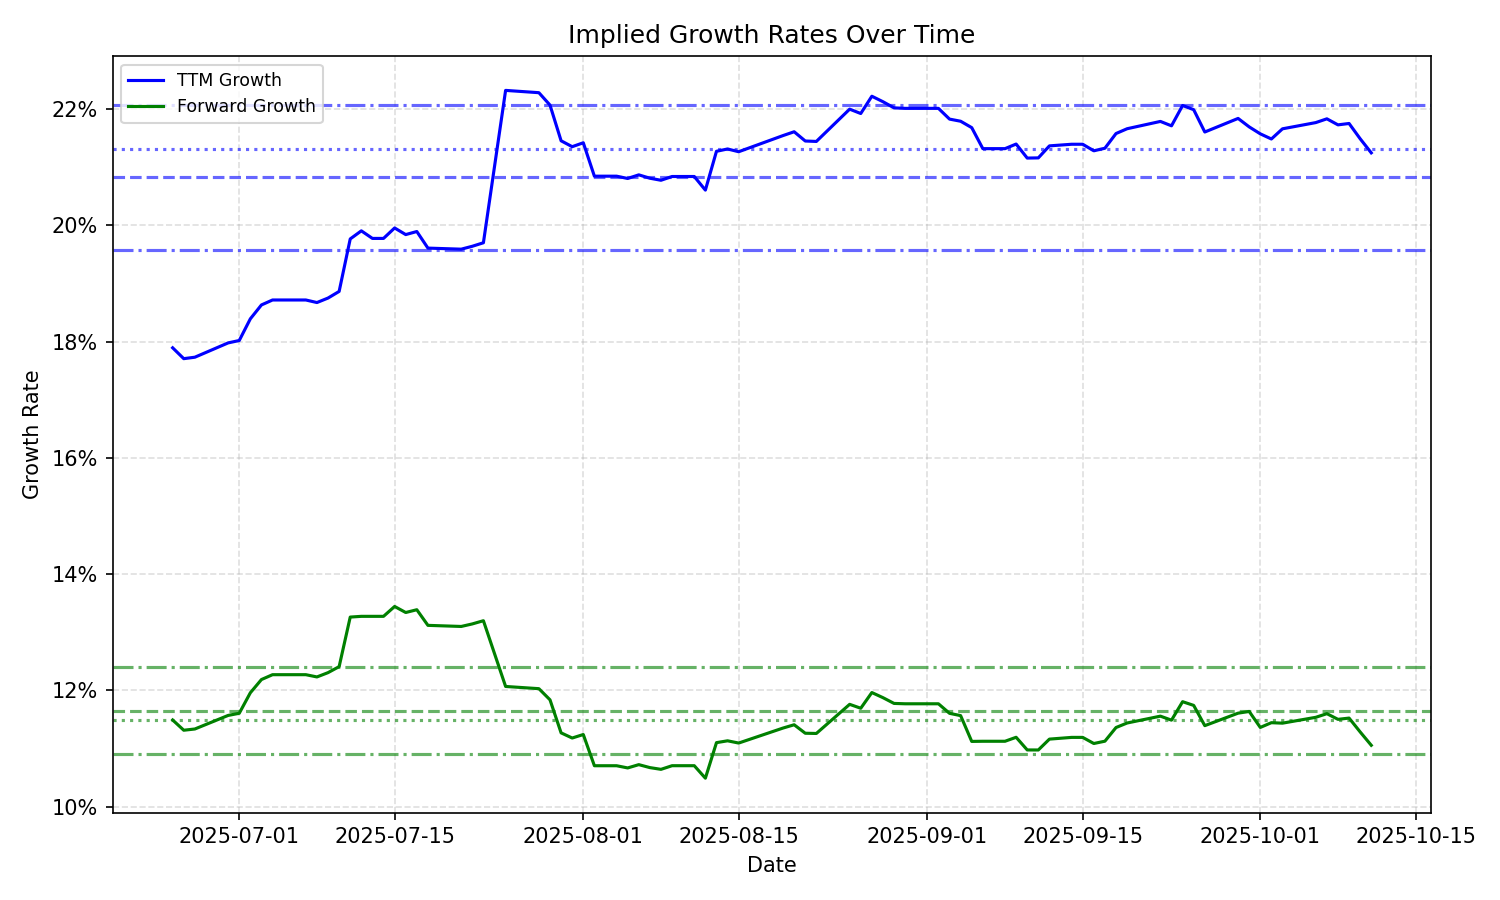 Implied Growth Rates Over Time
TTM Growth
Forward Growth
22%
20%
18%
16%
14%
12%
10%
Growth Rate
2025-07-01 2025-07-15 2025-08-01 2025-08-15 2025-09-01 2025-09-15 2025-10-01 2025-10-15
Date